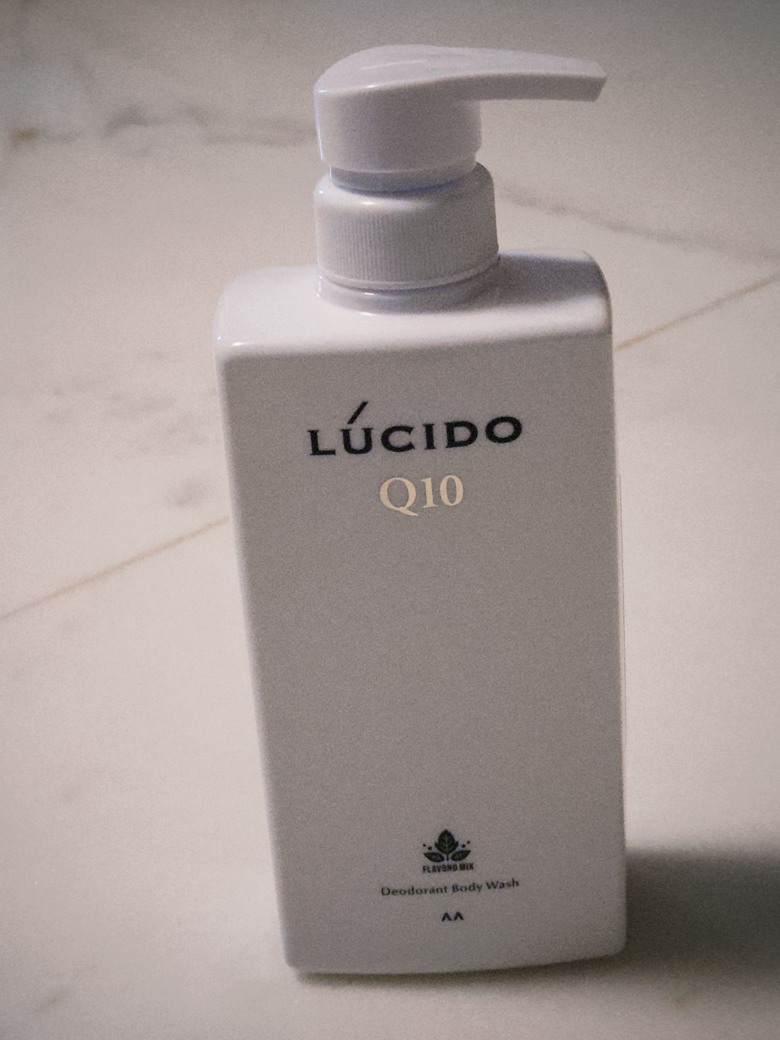 LÚCIDO
Q10
FLAVONO MIX
Deodorant Body Wash